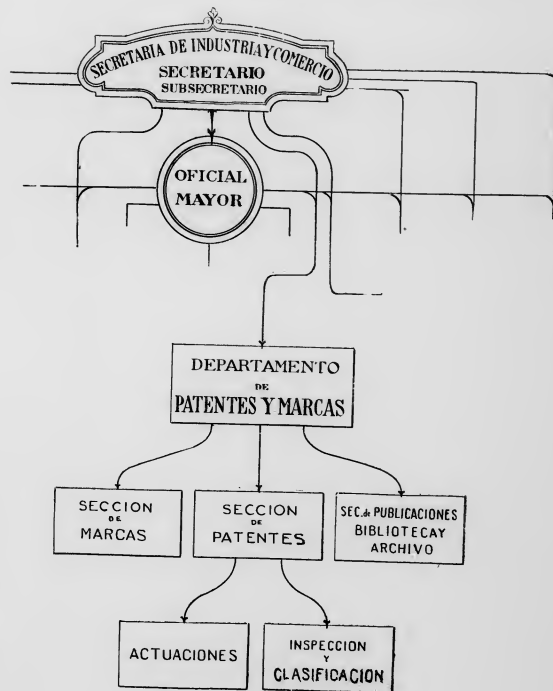 SECRETARIA DE INDUSTRIA Y COMERCIO
SECRETARIO
SUBSECRETARIO
OFICIAL
MAYOR
DEPARTAMENTO
DE
PATENTES Y MARCAS
SECCION
DE
MARCAS
SECCION
DE
PATENTES
SEC. de PUBLICACIONES
BIBLIOTECA Y
ARCHIVO
ACTUACIONES
INSPECCION
Y
CLASIFICACION